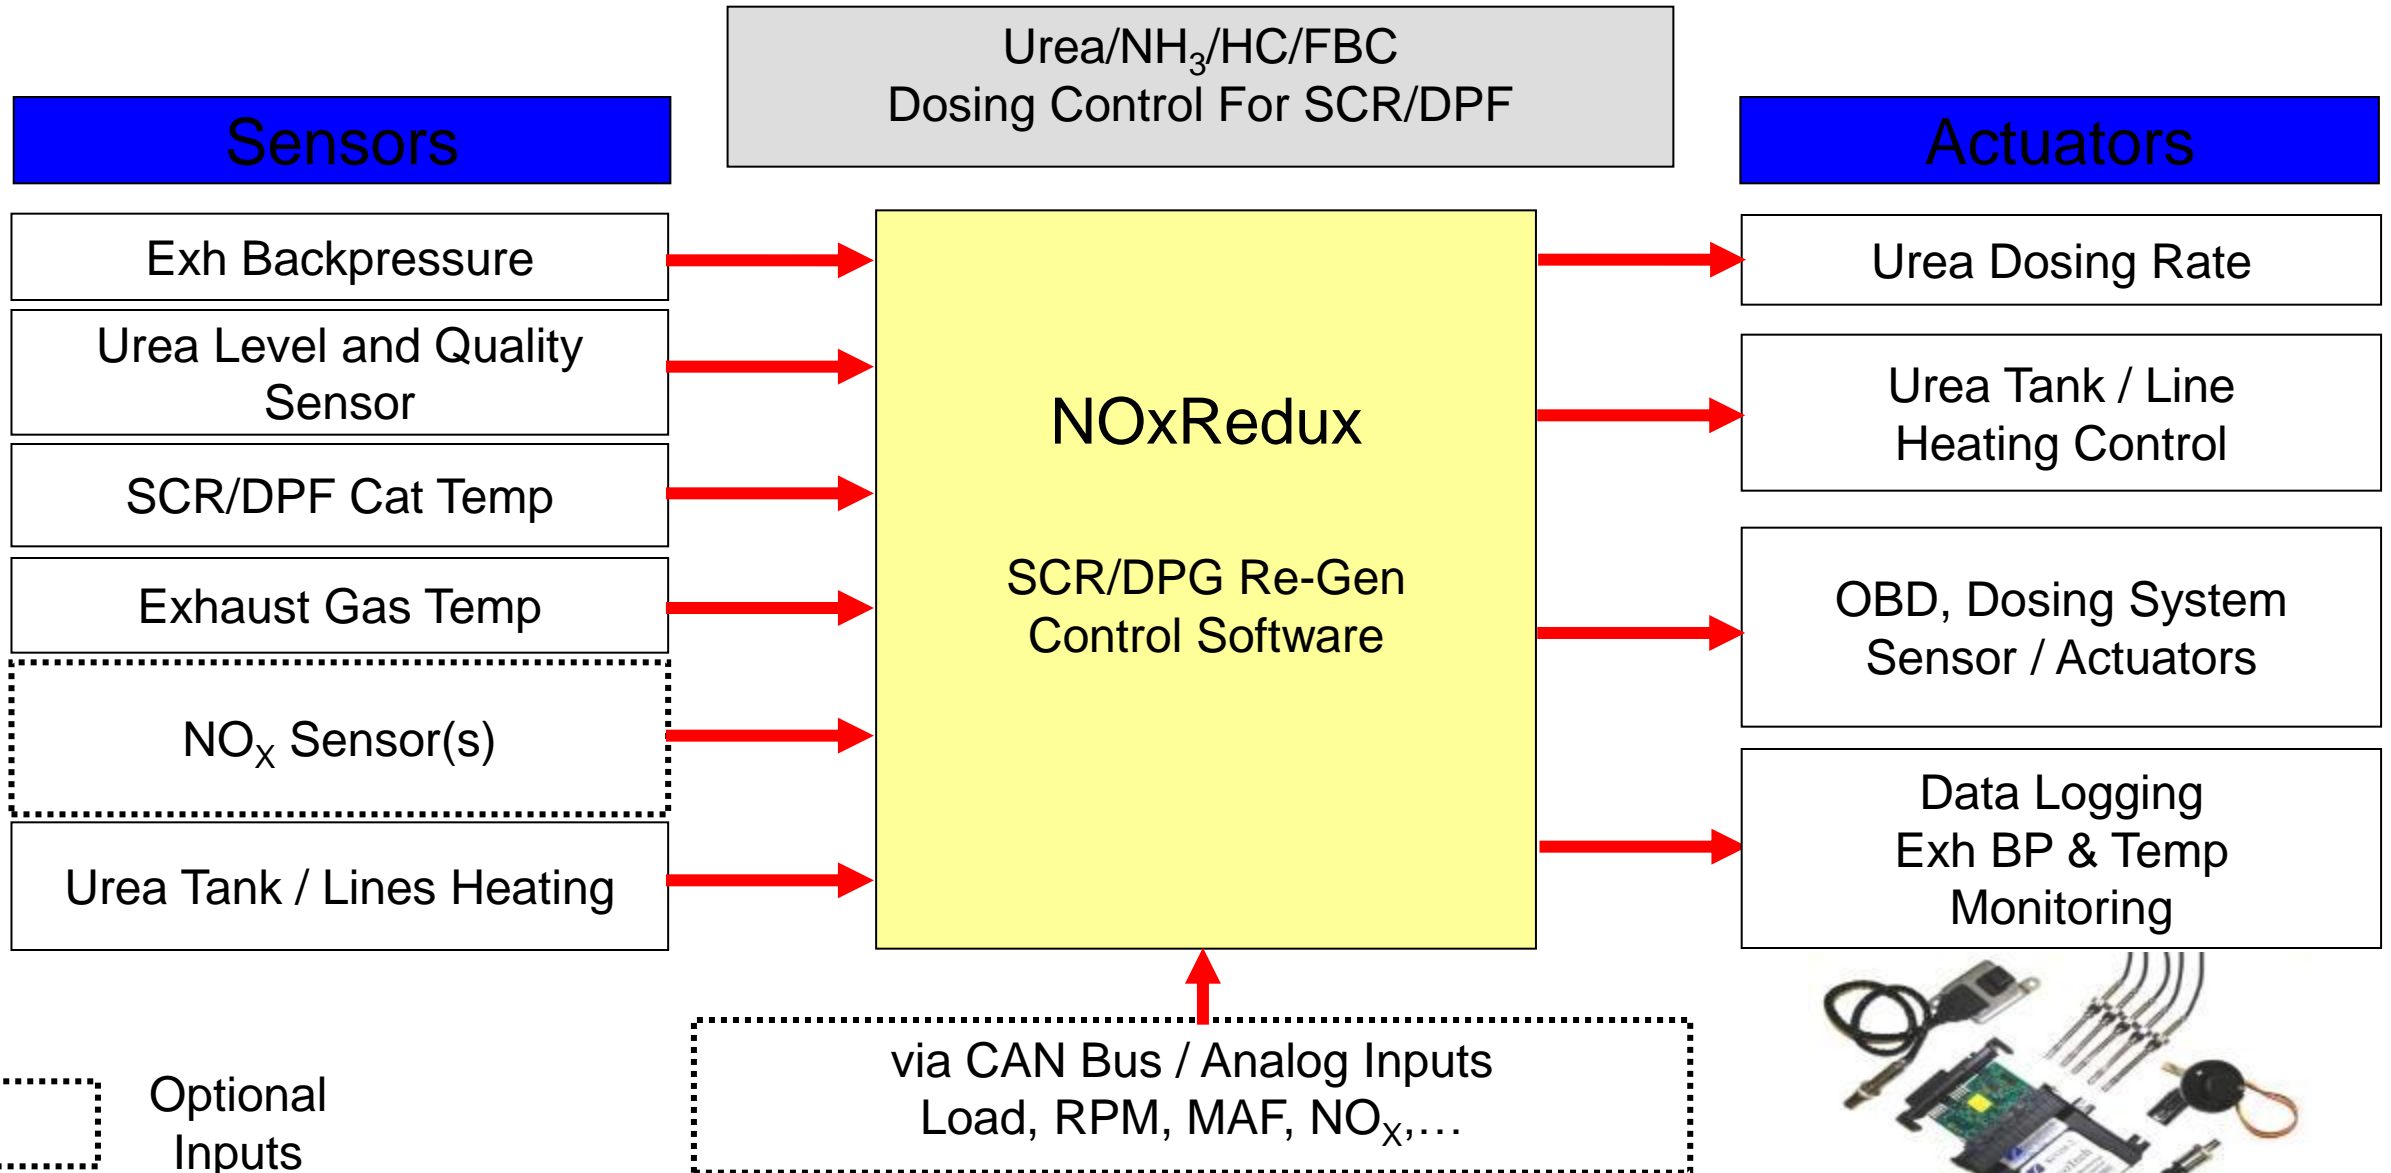 Urea/NH₃/HC/FBC
Dosing Control For SCR/DPF
Sensors
Exh Backpressure
Urea Level and Quality
Sensor
SCR/DPF Cat Temp
Exhaust Gas Temp
NOX Sensor(s)
Urea Tank / Lines Heating
NOxRedux
SCR/DPG Re-Gen
Control Software
Actuators
Urea Dosing Rate
Urea Tank / Line
Heating Control
OBD, Dosing System
Sensor / Actuators
Data Logging
Exh BP & Temp
Monitoring
via CAN Bus / Analog Inputs
Load, RPM, MAF, NOX,…
Optional
Inputs